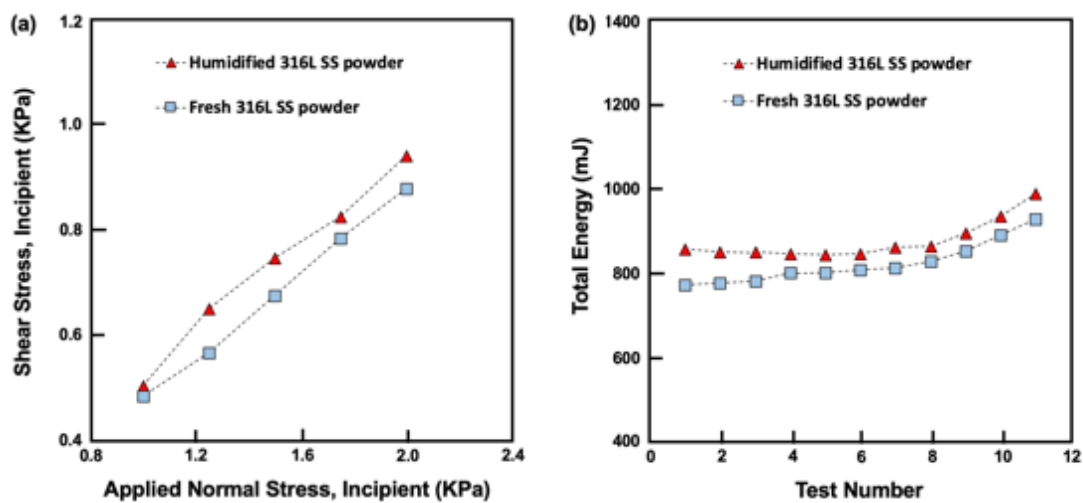 (a)
Humidified 316L SS powder
Fresh 316L SS powder
Shear Stress, Incipient (KPa)
1.2
1.0
0.8
0.6
0.4
0.8
1.2
1.6
2.0
2.4
Applied Normal Stress, Incipient (KPa)
(b)
Humidified 316L SS powder
Fresh 316L SS powder
Total Energy (mJ)
1400
1200
1000
800
600
400
0
2
4
6
8
10
12
Test Number